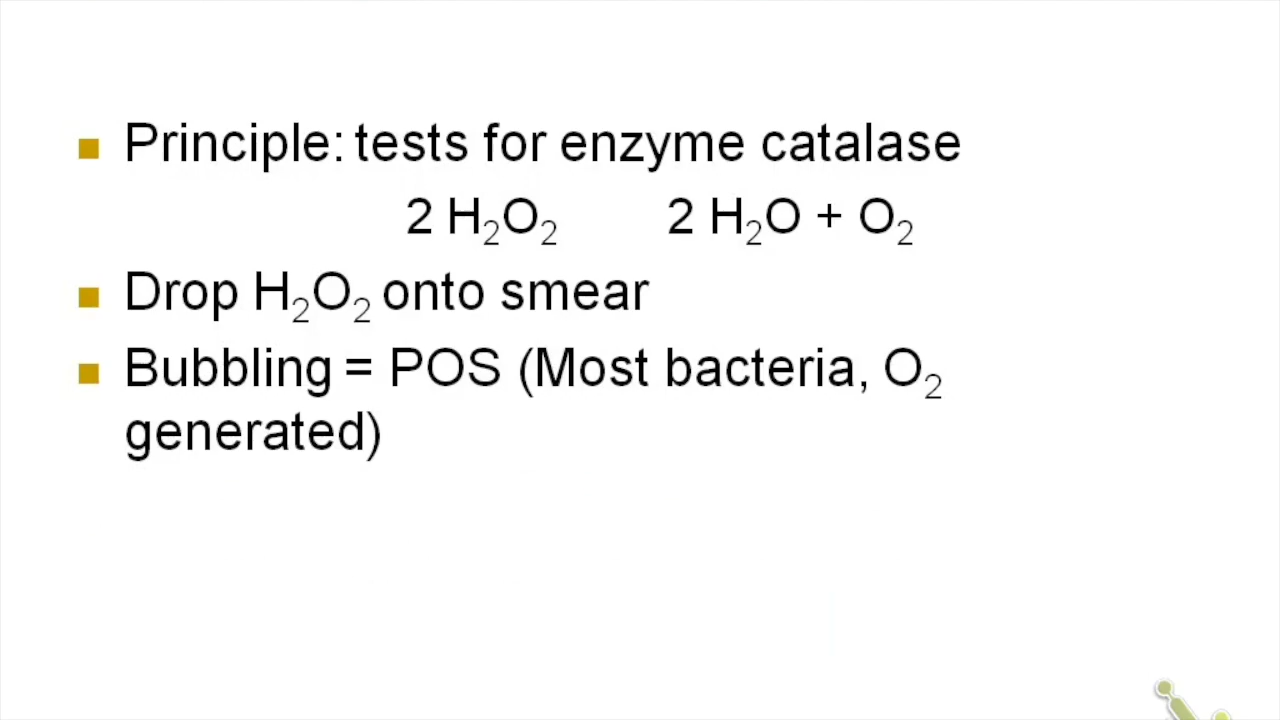 Principle: tests for enzyme catalase
2 H₂O₂ 2 H₂O + O₂
Drop H₂O₂ onto smear
Bubbling = POS (Most bacteria, O₂
generated)